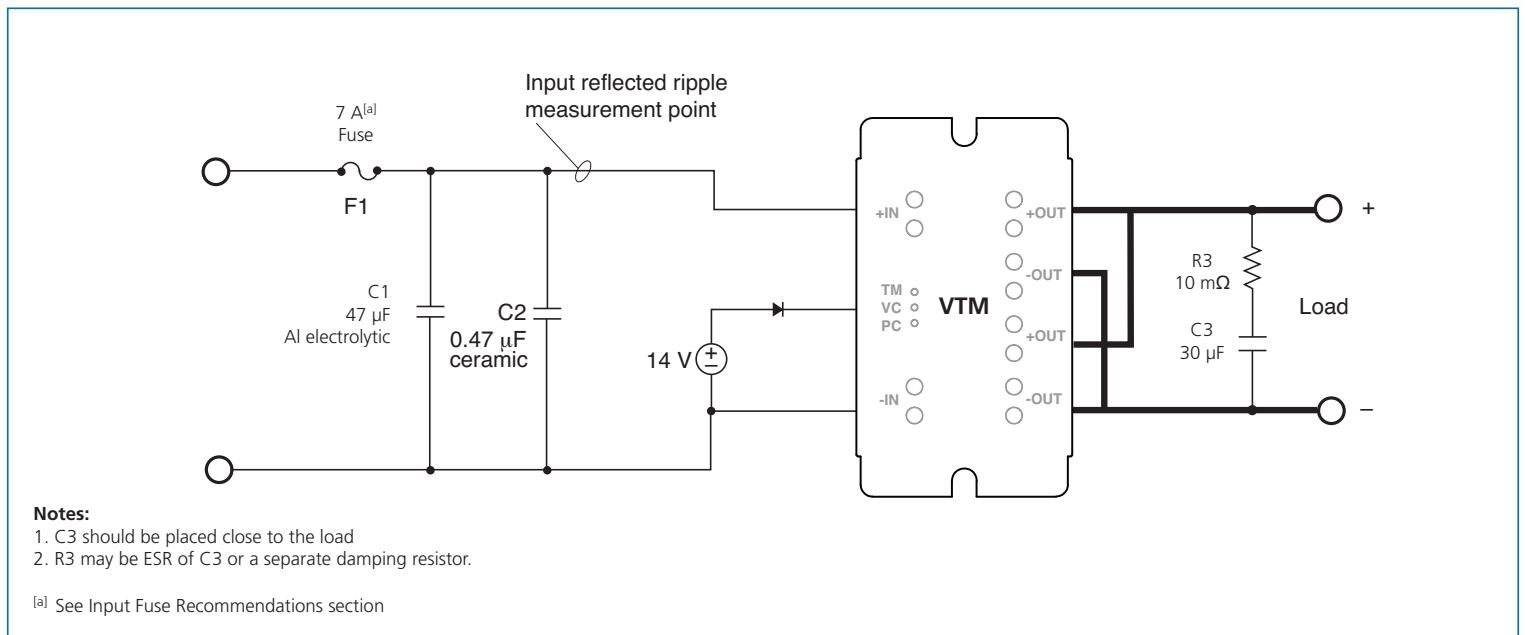 Input reflected ripple
measurement point
7 A[a]
Fuse
F1
C1
47 µF
Al electrolytic
C2
0.47 µF
ceramic
14 V
+
−
+IN
TM
VC
PC
-IN
VTM
+OUT
-OUT
+OUT
-OUT
+
R3
10 mΩ
C3
30 µF
Load
−
Notes:
1. C3 should be placed close to the load
2. R3 may be ESR of C3 or a separate damping resistor.
[a] See Input Fuse Recommendations section